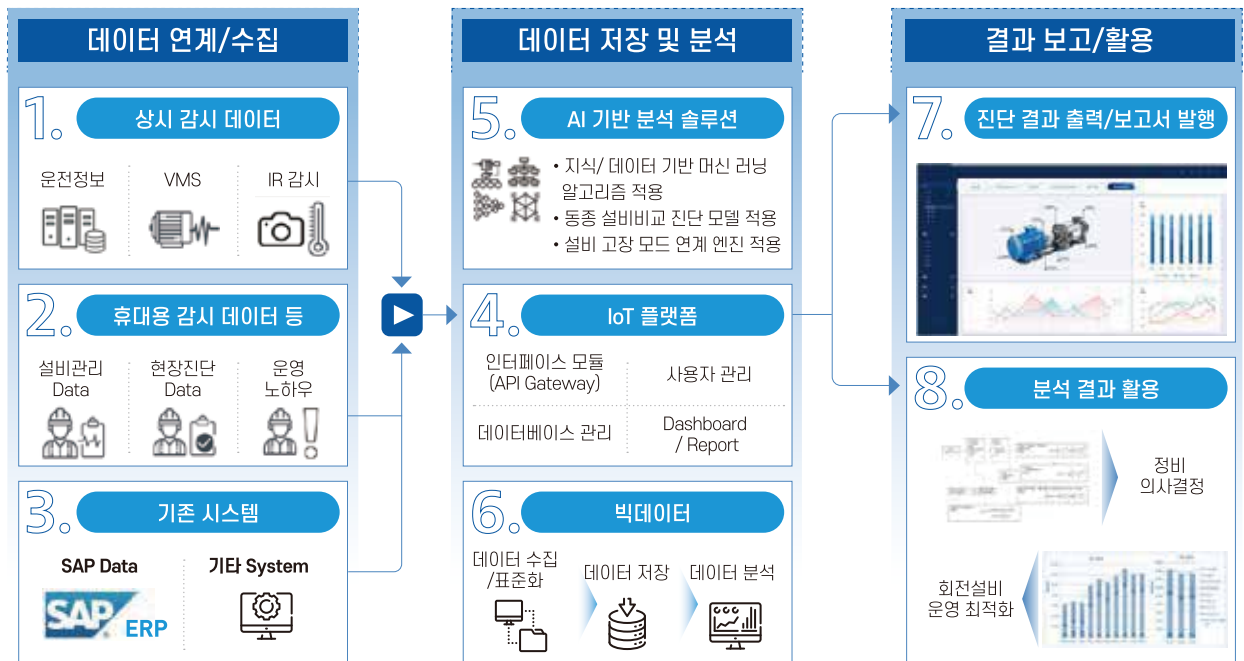 데이터 연계/수집
1. 상시 감시 데이터
운전정보
VMS
IR 감시
2. 휴대용 감시 데이터 등
설비관리
Data
현장진단
Data
운영
노하우
3. 기존 시스템
SAP Data
기타 System
SAP ERP
데이터 저장 및 분석
5. AI 기반 분석 솔루션
• 지식/ 데이터 기반 머신 러닝
알고리즘 적용
• 동종 설비비교 진단 모델 적용
• 설비 고장 모드 연계 엔진 적용
4. IoT 플랫폼
인터페이스 모듈
(API Gateway)
사용자 관리
데이터베이스 관리
Dashboard
/ Report
6. 빅데이터
데이터 수집
/표준화
데이터 저장
데이터 분석
결과 보고/활용
7. 진단 결과 출력/보고서 발행
8. 분석 결과 활용
정비
의사결정
회전설비
운영 최적화